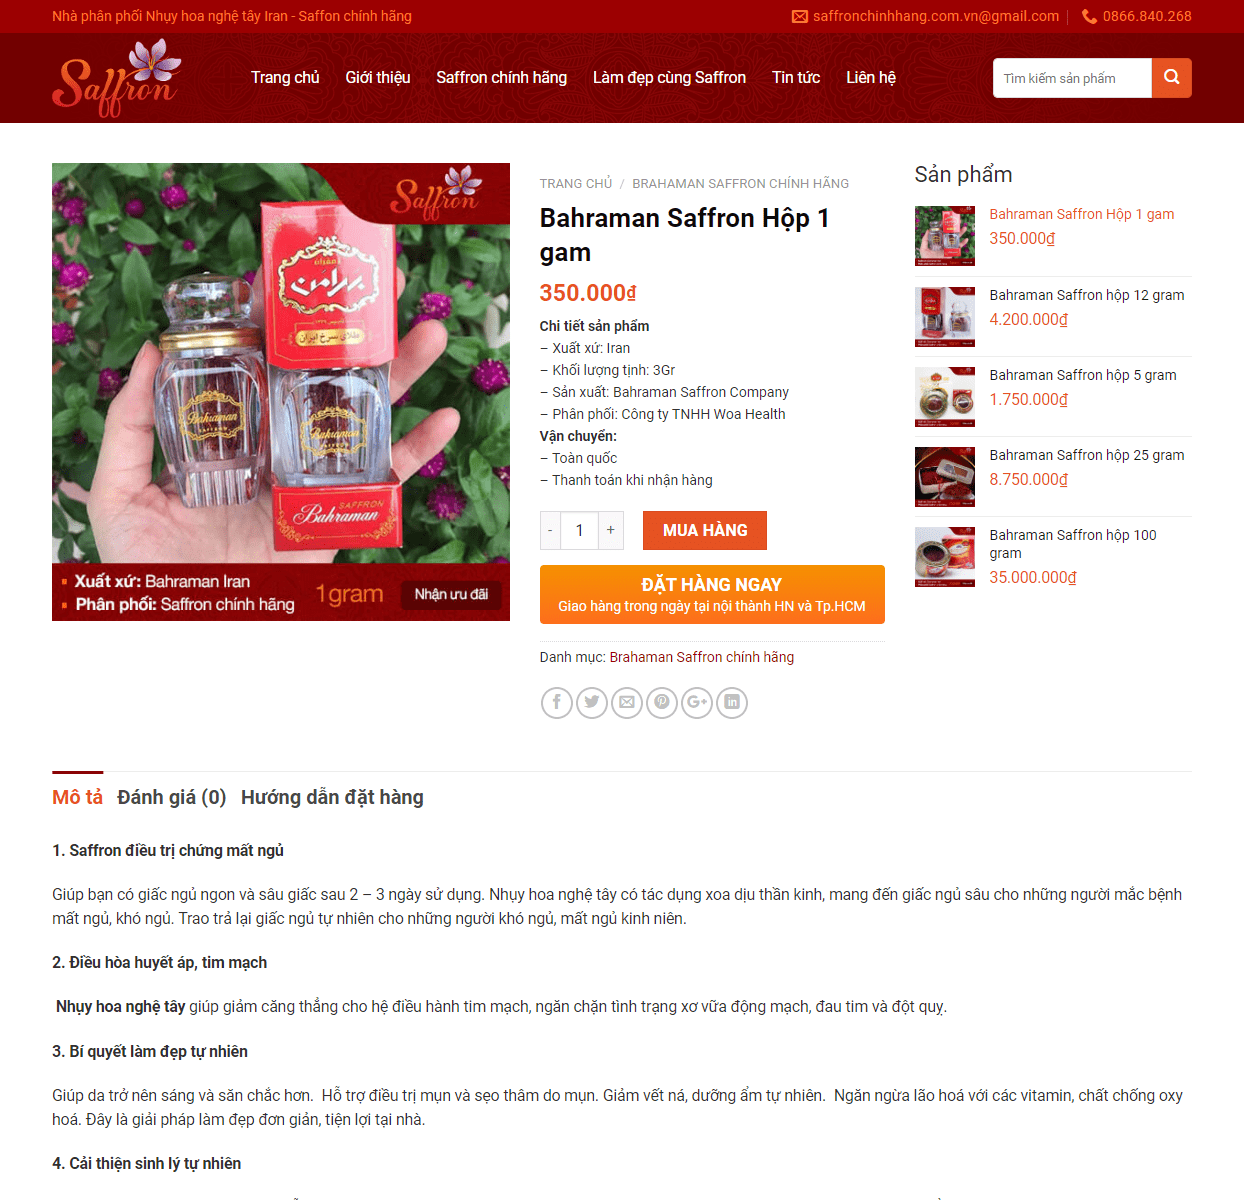 Nhà phân phối Nhụy hoa nghệ tây Iran - Saffon chính hãng
saffronchinhhang.com.vn@gmail.com
0866.840.268
Saffron
Trang chủ
Giới thiệu
Saffron chính hãng
Làm đẹp cùng Saffron
Tin tức
Liên hệ
Tìm kiếm sản phẩm
Saffron
Bahraman
SAFFRON
Bahraman
SAFFRON
Bahraman
Xuất xứ: Bahraman Iran
Phân phối: Saffron chính hãng
1gram
Nhận ưu đãi
TRANG CHỦ / BRAHAMAN SAFFRON CHÍNH HÃNG
Bahraman Saffron Hộp 1
gam
350.000₫
Chi tiết sản phẩm
– Xuất xứ: Iran
– Khối lượng tịnh: 3Gr
– Sản xuất: Bahraman Saffron Company
– Phân phối: Công ty TNHH Woa Health
Vận chuyển:
– Toàn quốc
– Thanh toán khi nhận hàng
- 1 +
MUA HÀNG
ĐẶT HÀNG NGAY
Giao hàng trong ngày tại nội thành HN và Tp.HCM
Danh mục: Brahaman Saffron chính hãng
Sản phẩm
Bahraman Saffron Hộp 1 gam
350.000₫
Bahraman Saffron hộp 12 gram
4.200.000₫
Bahraman Saffron hộp 5 gram
1.750.000₫
Bahraman Saffron hộp 25 gram
8.750.000₫
Bahraman Saffron hộp 100
gram
35.000.000₫
Mô tả
Đánh giá (0)
Hướng dẫn đặt hàng
1. Saffron điều trị chứng mất ngủ
Giúp bạn có giấc ngủ ngon và sâu giấc sau 2 – 3 ngày sử dụng. Nhụy hoa nghệ tây có tác dụng xoa dịu thần kinh, mang đến giấc ngủ sâu cho những người mắc bệnh
mất ngủ, khó ngủ. Trao trả lại giấc ngủ tự nhiên cho những người khó ngủ, mất ngủ kinh niên.
2. Điều hòa huyết áp, tim mạch
Nhụy hoa nghệ tây giúp giảm căng thẳng cho hệ điều hành tim mạch, ngăn chặn tình trạng xơ vữa động mạch, đau tim và đột quỵ.
3. Bí quyết làm đẹp tự nhiên
Giúp da trở nên sáng và săn chắc hơn.  Hỗ trợ điều trị mụn và sẹo thâm do mụn. Giảm vết ná, dưỡng ẩm tự nhiên.  Ngăn ngừa lão hoá với các vitamin, chất chống oxy
hoá. Đây là giải pháp làm đẹp đơn giản, tiện lợi tại nhà.
4. Cải thiện sinh lý tự nhiên